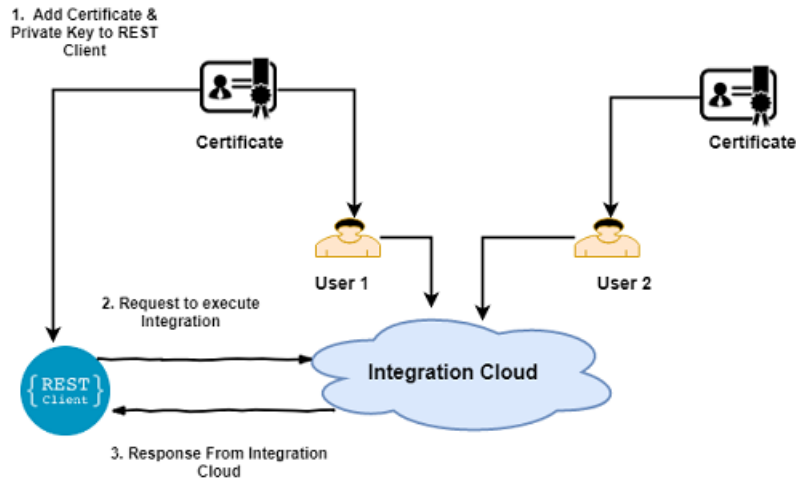 1. Add Certificate &
Private Key to REST
Client
Certificate
Certificate
User 1
User 2
2. Request to execute
Integration
Integration Cloud
{REST
Client}
3. Response From Integration
Cloud